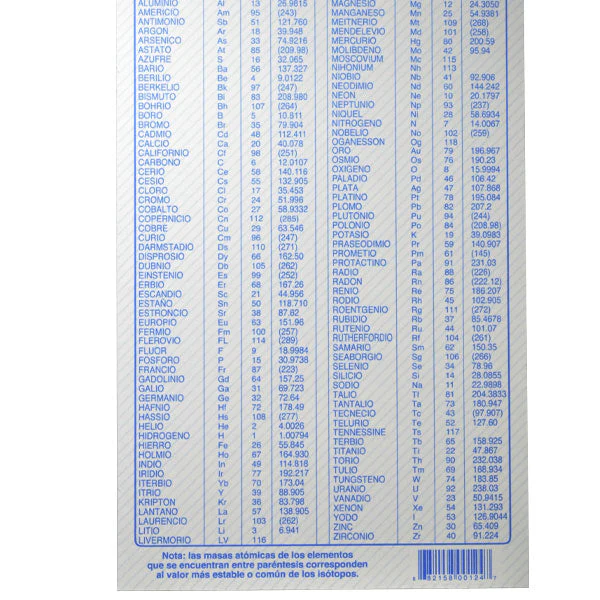 ALUMINIO Al 13 26.9815
AMERICIO Am 95 (243)
ANTIMONIO Sb 51 121.760
ARGON Ar 18 39.948
ARSENICO As 33 74.9216
ASTATO At 85 (209.98)
AZUFRE S 16 32.065
BARIO Ba 56 137.327
BERILIO Be 4 9.0122
BERKELIO Bk 97 (247)
BISMUTO Bi 83 208.980
BOHRIO Bh 107 (264)
BORO B 5 10.811
BROMO Br 35 79.904
CADMIO Cd 48 112.411
CALCIO Ca 20 40.078
CALIFORNIO Cf 98 (251)
CARBONO C 6 12.0107
CERIO Ce 58 140.116
CESIO Cs 55 132.905
CLORO Cl 17 35.453
CROMO Cr 24 51.996
COBALTO Co 27 58.9332
COPERNICIO Cn 112 (285)
COBRE Cu 29 63.546
CURIO Cm 96 (247)
DARMSTADIO Ds 110 (271)
DISPROSIO Dy 66 162.50
DUBNIO Db 105 (262)
EINSTENIO Es 99 (252)
ERBIO Er 68 167.26
ESCANDIO Sc 21 44.956
ESTAÑO Sn 50 118.710
ESTRONCIO Sr 38 87.62
EUROPIO Eu 63 151.96
FERMIO Fm 100 (257)
FLEROVIO FL 114 (289)
FLUOR F 9 18.9984
FOSFORO P 15 30.9738
FRANCIO Fr 87 (223)
GADOLINIO Gd 64 157.25
GALIO Ga 31 69.723
GERMANIO Ge 32 72.64
HAFNIO Hf 72 178.49
HASSIO Hs 108 (277)
HELIO He 2 4.0026
HIDROGENO H 1 1.00794
HIERRO Fe 26 55.845
HOLMIO Ho 67 164.930
INDIO In 49 114.818
IRIDIO Ir 77 192.217
ITERBIO Yb 70 173.04
ITRIO Y 39 88.905
KRIPTON Kr 36 83.798
LANTANO La 57 138.905
LAURENCIO Lr 103 (262)
LITIO Li 3 6.941
LIVERMORIO LV 116
MAGNESIO Mg 12 24.3050
MANGANESO Mn 25 54.9381
MEITNERIO Mt 109 (268)
MENDELEVIO Md 101 (258)
MERCURIO Hg 80 200.59
MOLIBDENO Mo 42 95.94
MOSCOVIUM Mc 115
NIHONIUM Nh 113
NIOBIO Nb 41 92.906
NEODIMIO Nd 60 144.242
NEON Ne 10 20.1797
NEPTUNIO Np 93 (237)
NIQUEL Ni 28 58.6934
NITROGENO N 7 14.0067
NOBELIO No 102 (259)
OGANESSON Og 118
ORO Au 79 196.967
OSMIO Os 76 190.23
OXIGENO O 8 15.9994
PALADIO Pd 46 106.42
PLATA Ag 47 107.868
PLATINO Pt 78 195.084
PLOMO Pb 82 207.2
PLUTONIO Pu 94 (244)
POLONIO Po 84 (208.98)
POTASIO K 19 39.0983
PRASEODIMIO Pr 59 140.907
PROMETIO Pm 61 (145)
PROTACTINO Pa 91 231.03
RADIO Ra 88 (226)
RADON Rn 86 (222.12)
RENIO Re 75 186.207
RODIO Rh 45 102.905
ROENTGENIO Rg 111 (272)
RUBIDIO Rb 37 85.4678
RUTENIO Ru 44 101.07
RUTHERFORDIO Rf 104 (261)
SAMARIO Sm 62 150.35
SEABORGIO Sg 106 (266)
SELENIO Se 34 78.96
SILICIO Si 14 28.0855
SODIO Na 11 22.9898
TALIO Tl 81 204.3833
TANTALIO Ta 73 180.947
TECNECIO Tc 43 (97.907)
TELURIO Te 52 127.60
TENNESSINE Ts 117
TERBIO Tb 65 158.925
TITANIO Ti 22 47.867
TORIO Th 90 232.038
TULIO Tm 69 168.934
TUNGSTENO W 74 183.85
URANIO U 92 238.03
VANADIO V 23 50.9415
XENON Xe 54 131.293
YODO I 53 126.9044
ZINC Zn 30 65.409
ZIRCONIO Zr 40 91.224
Nota: las masas atómicas de los elementos
que se encuentran entre paréntesis corresponden
al valor más estable o común de los isótopos.
8 82158 00124 7